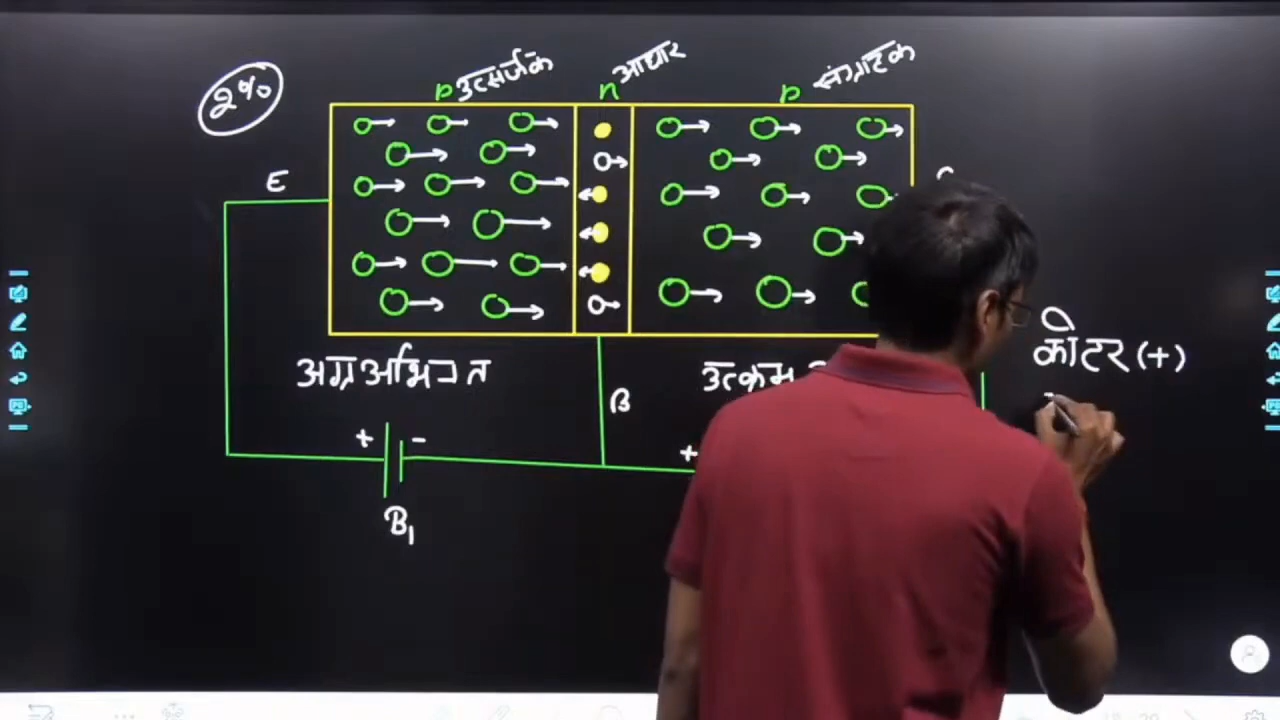 2%
p उत्सर्जक
n आधार
p संग्राहक
E
अग्रअभिनत
उत्क्रम
B
कोटर (+)
+ -
+
B1